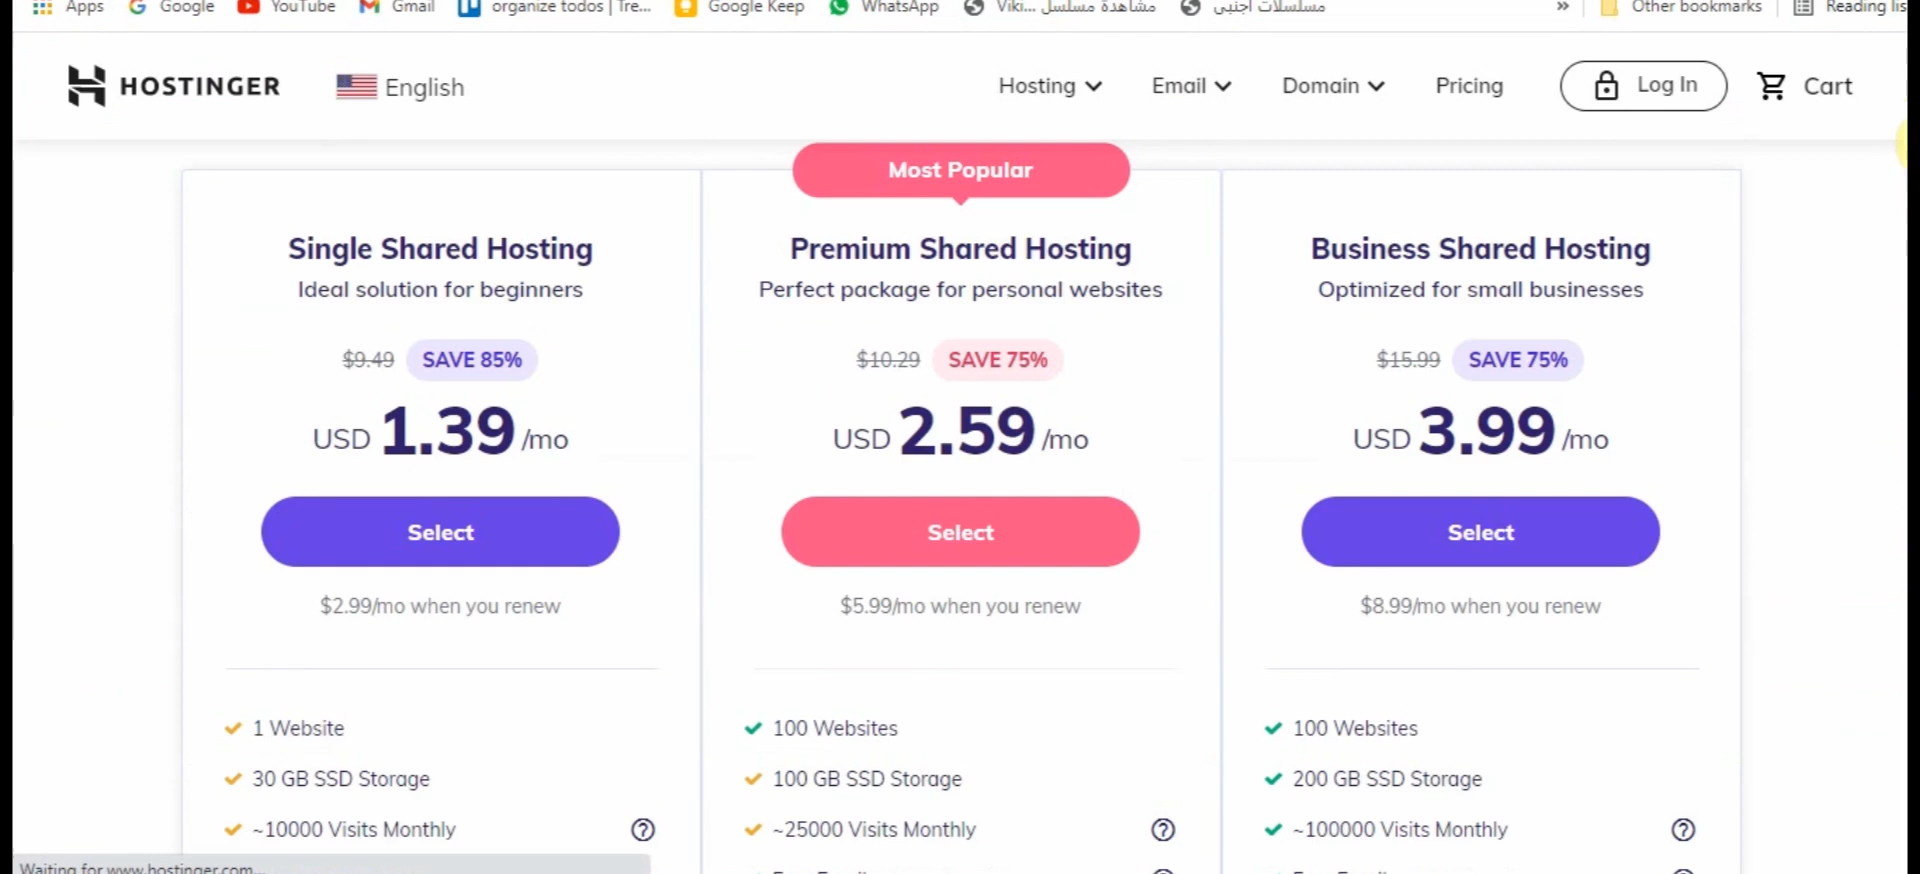 Apps Google YouTube Gmail organize todos | Tre... Google Keep WhatsApp Viki... مشاهدة مسلسل مسلسلات اجنبي » Other bookmarks Reading lis
HOSTINGER English Hosting Email Domain Pricing Log In Cart
Most Popular
Single Shared Hosting
Ideal solution for beginners
$9.49 SAVE 85%
USD 1.39 /mo
Select
$2.99/mo when you renew
1 Website
30 GB SSD Storage
~10000 Visits Monthly
Premium Shared Hosting
Perfect package for personal websites
$10.29 SAVE 75%
USD 2.59 /mo
Select
$5.99/mo when you renew
100 Websites
100 GB SSD Storage
~25000 Visits Monthly
Business Shared Hosting
Optimized for small businesses
$15.99 SAVE 75%
USD 3.99 /mo
Select
$8.99/mo when you renew
100 Websites
200 GB SSD Storage
~100000 Visits Monthly
Waiting for www.hostinger.com...